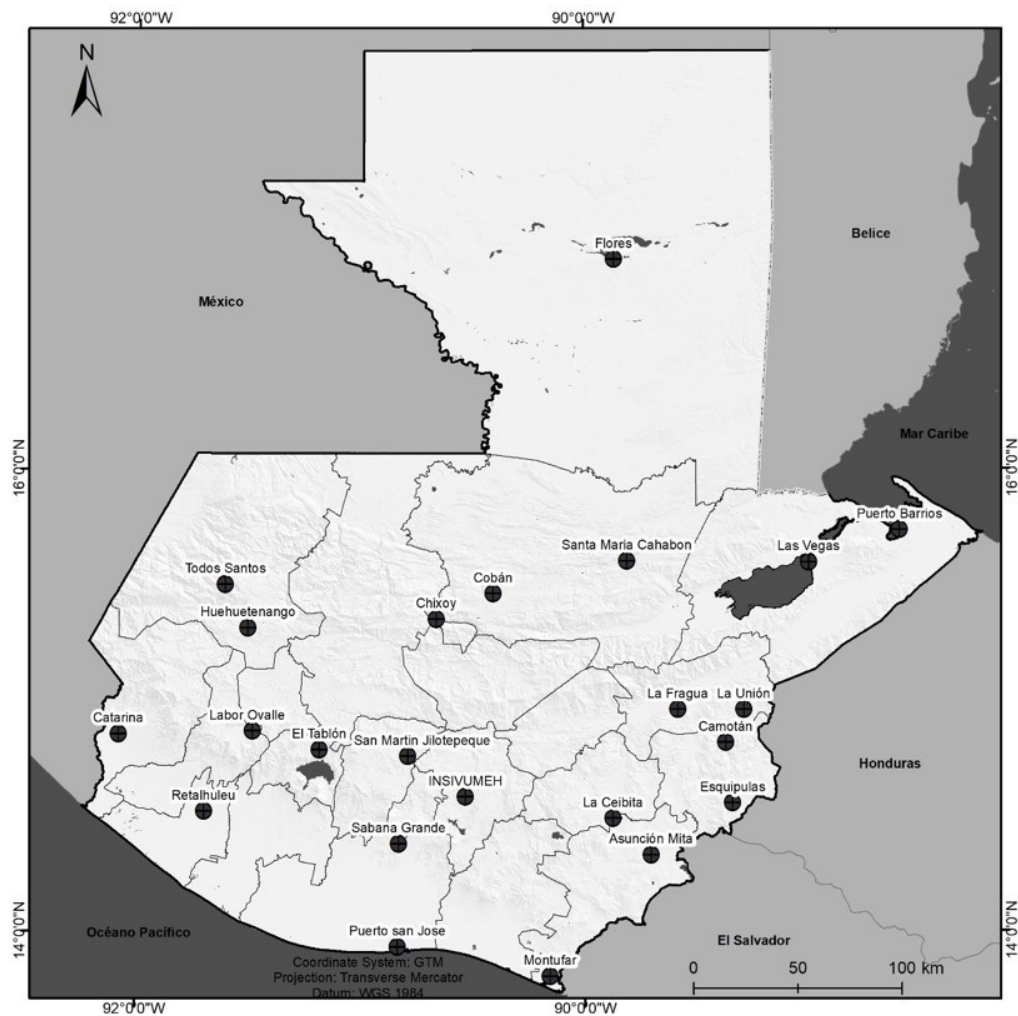 92°0'0"W
90°0'0"W
N
Belice
Flores
México
Mar Caribe
16°0'0"N
16°0'0"N
Puerto Barrios
Santa Maria Cahabon
Las Vegas
Todos Santos
Cobán
Chixoy
Huehuetenango
La Fragua
La Unión
Catarina
Labor Ovalle
Camotán
El Tablón
San Martin Jilotepeque
Honduras
INSIVUMEH
Esquipulas
Retalhuleu
La Ceibita
Sabana Grande
Asunción Mita
14°0'0"N
14°0'0"N
Océano Pacífico
Puerto san Jose
El Salvador
Montufar
Coordinate System: GTM
Projection: Transverse Mercator
Datum: WGS 1984
0 50 100 km
92°0'0"W
90°0'0"W